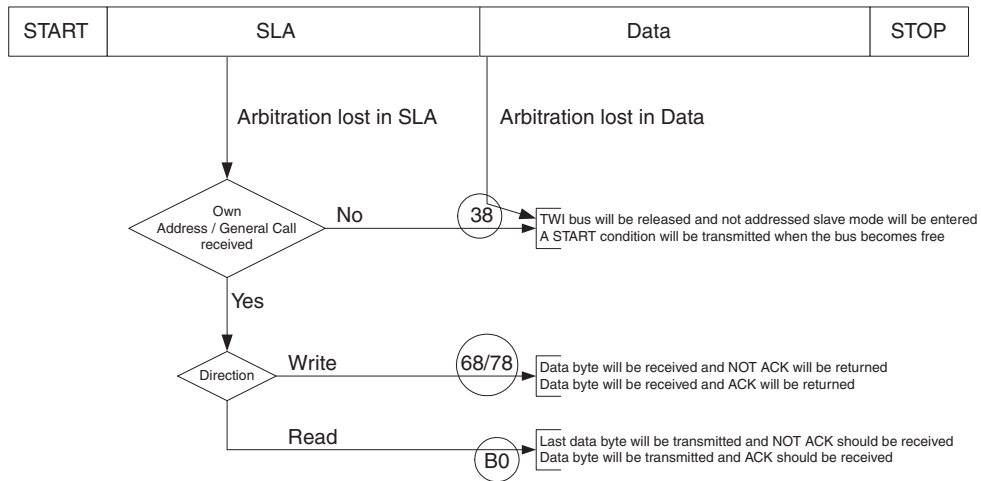 START SLA Data STOP
Arbitration lost in SLA Arbitration lost in Data
Own
Address / General Call
received
No
38
TWI bus will be released and not addressed slave mode will be entered
A START condition will be transmitted when the bus becomes free
Yes
Direction
Write
68/78
Data byte will be received and NOT ACK will be returned
Data byte will be received and ACK will be returned
Read
B0
Last data byte will be transmitted and NOT ACK should be received
Data byte will be transmitted and ACK should be received